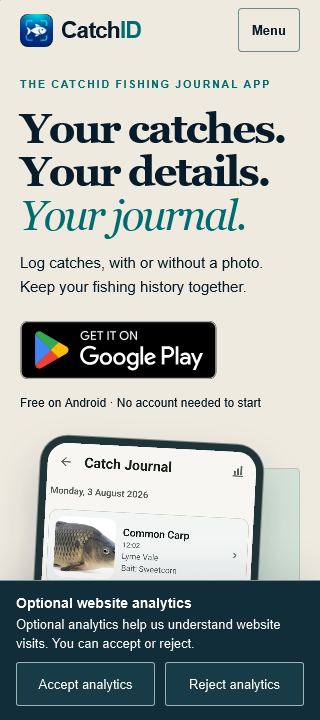 CatchID
Menu
THE CATCHID FISHING JOURNAL APP
Your catches.
Your details.
Your journal.
Log catches, with or without a photo.
Keep your fishing history together.
GET IT ON
Google Play
Free on Android · No account needed to start
Catch Journal
Monday, 3 August 2026
Common Carp
12:02
Lyme Vale
Bait: Sweetcorn
Optional website analytics
Optional analytics help us understand website
visits. You can accept or reject.
Accept analytics
Reject analytics